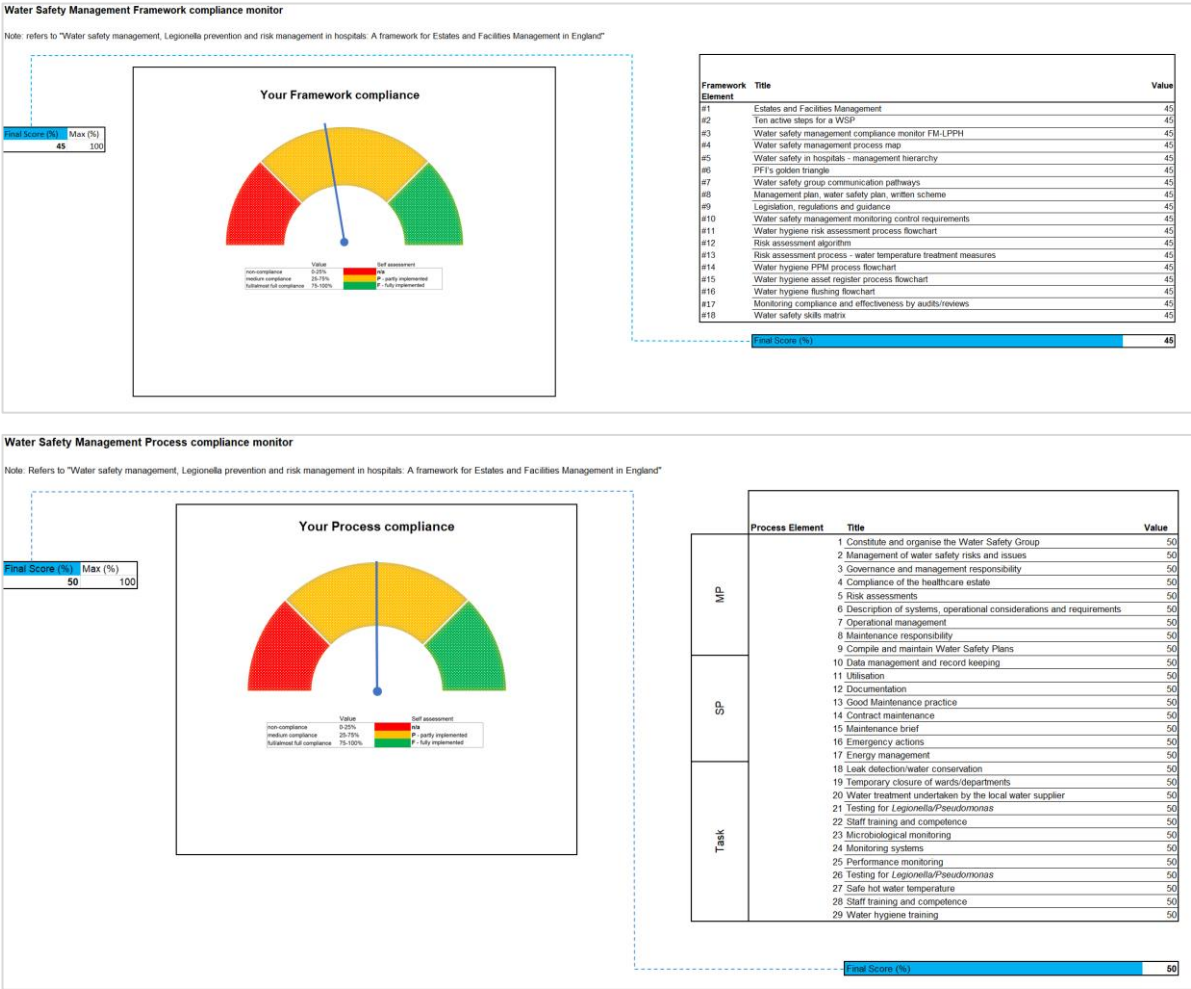 Water Safety Management Framework compliance monitor
Note: refers to "Water safety management, Legionella prevention and risk management in hospitals: A framework for Estates and Facilities Management in England"
Your Framework compliance
Final Score (%) Max (%)
45 100
Value Self assessment
non-compliance 0-25% n/a
medium compliance 25-75% P - partly implemented
full/almost full compliance 75-100% F - fully implemented
Framework Element Title Value
#1 Estates and Facilities Management 45
#2 Ten active steps for a WSP 45
#3 Water safety management compliance monitor FM-LPPH 45
#4 Water safety management process map 45
#5 Water safety in hospitals - management hierarchy 45
#6 PFI's golden triangle 45
#7 Water safety group communication pathways 45
#8 Management plan, water safety plan, written scheme 45
#9 Legislation, regulations and guidance 45
#10 Water safety management monitoring control requirements 45
#11 Water hygiene risk assessment process flowchart 45
#12 Risk assessment algorithm 45
#13 Risk assessment process - water temperature treatment measures 45
#14 Water hygiene PPM process flowchart 45
#15 Water hygiene asset register process flowchart 45
#16 Water hygiene flushing flowchart 45
#17 Monitoring compliance and effectiveness by audits/reviews 45
#18 Water safety skills matrix 45
Final Score (%) 45
Water Safety Management Process compliance monitor
Note: Refers to "Water safety management, Legionella prevention and risk management in hospitals: A framework for Estates and Facilities Management in England"
Your Process compliance
Final Score (%) Max (%)
50 100
Value Self assessment
non-compliance 0-25% n/a
medium compliance 25-75% P - partly implemented
full/almost full compliance 75-100% F - fully implemented
Process Element Title Value
MP
1 Constitute and organise the Water Safety Group 50
2 Management of water safety risks and issues 50
3 Governance and management responsibility 50
4 Compliance of the healthcare estate 50
5 Risk assessments 50
6 Description of systems, operational considerations and requirements 50
7 Operational management 50
8 Maintenance responsibility 50
9 Compile and maintain Water Safety Plans 50
SP
10 Data management and record keeping 50
11 Utilisation 50
12 Documentation 50
13 Good Maintenance practice 50
14 Contract maintenance 50
15 Maintenance brief 50
16 Emergency actions 50
17 Energy management 50
Task
18 Leak detection/water conservation 50
19 Temporary closure of wards/departments 50
20 Water treatment undertaken by the local water supplier 50
21 Testing for Legionella/Pseudomonas 50
22 Staff training and competence 50
23 Microbiological monitoring 50
24 Monitoring systems 50
25 Performance monitoring 50
26 Testing for Legionella/Pseudomonas 50
27 Safe hot water temperature 50
28 Staff training and competence 50
29 Water hygiene training 50
Final Score (%) 50